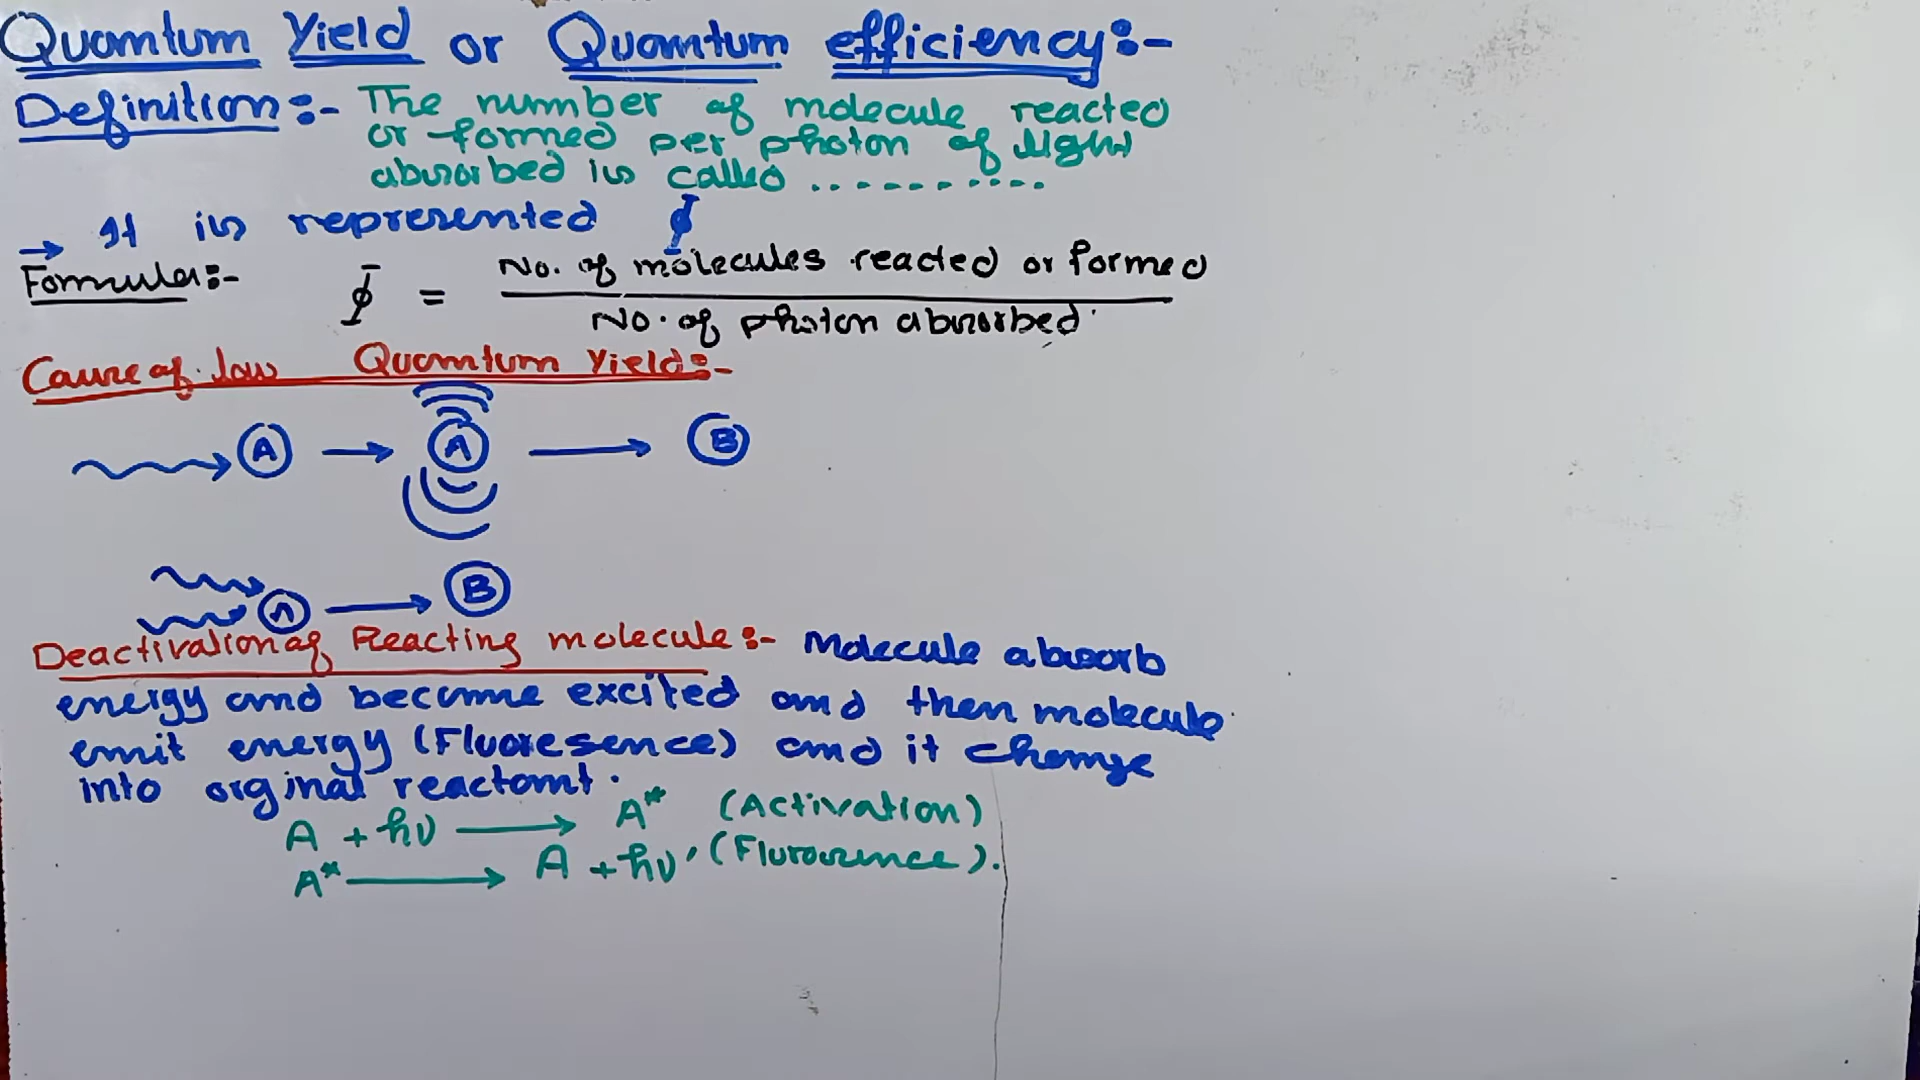 Quantum Yield or Quantum efficiency:-
Definition:- The number of molecule reacted
or formed per photon of light
absorbed is called ...........
→ It is represented Φ
Formula:- Φ = No. of molecules reacted or formed
No. of photon absorbed.
Cause of low Quantum Yield:-
A → A → B
A → B
Deactivation of Reacting molecule:- Molecule absorb
energy and become excited and then molecule
emit energy (Fluoresence) and it change
into orginal reactant.
A + hν → A* (Activation)
A* → A + hν' (Flurorence).